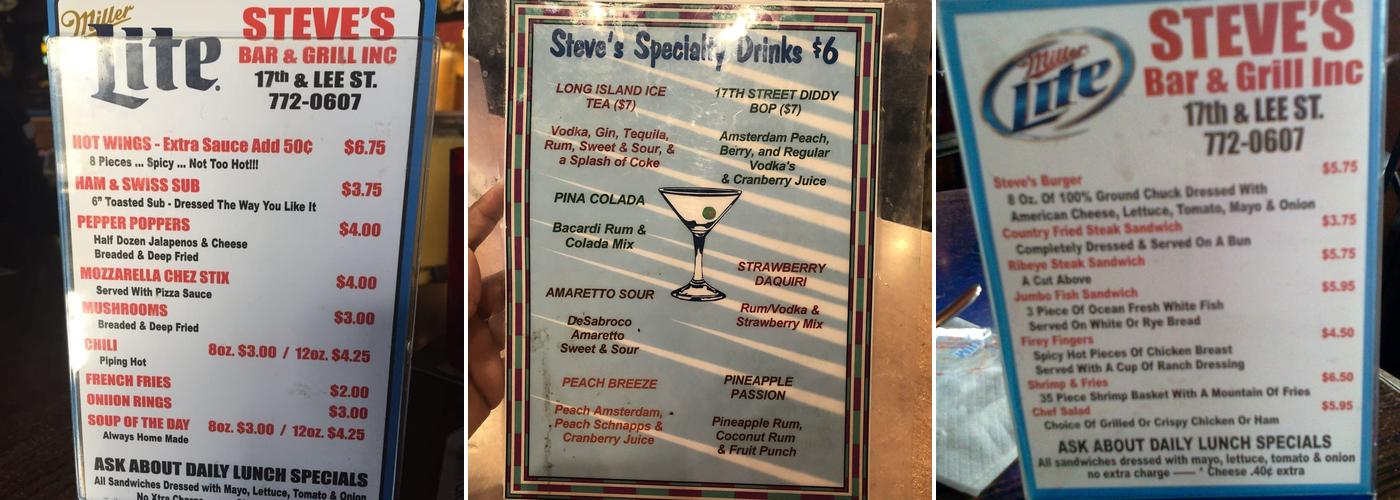 Miller
Lite
STEVE'S
BAR & GRILL INC
17th & LEE ST.
772-0607
HOT WINGS - Extra Sauce Add 50¢ $6.75
8 Pieces ... Spicy ... Not Too Hot!!!
HAM & SWISS SUB $3.75
6" Toasted Sub - Dressed The Way You Like It
PEPPER POPPERS $4.00
Half Dozen Jalapenos & Cheese
Breaded & Deep Fried
MOZZARELLA CHEZ STIX $4.00
Served With Pizza Sauce
MUSHROOMS $3.00
Breaded & Deep Fried
CHILI 8oz. $3.00 / 12oz. $4.25
Piping Hot
FRENCH FRIES $2.00
ONIION RINGS $3.00
SOUP OF THE DAY 8oz. $3.00 / 12oz. $4.25
Always Home Made
ASK ABOUT DAILY LUNCH SPECIALS
All Sandwiches Dressed with Mayo, Lettuce, Tomato & Onion
No Xtra Charge
Steve's Specialty Drinks $6
LONG ISLAND ICE
TEA ($7)
Vodka, Gin, Tequila,
Rum, Sweet & Sour, &
a Splash of Coke
PINA COLADA
Bacardi Rum &
Colada Mix
AMARETTO SOUR
DeSabroco
Amaretto
Sweet & Sour
PEACH BREEZE
Peach Amsterdam,
Peach Schnapps &
Cranberry Juice
17TH STREET DIDDY
BOP ($7)
Amsterdam Peach,
Berry, and Regular
Vodka's
& Cranberry Juice
STRAWBERRY
DAQUIRI
Rum/Vodka &
Strawberry Mix
PINEAPPLE
PASSION
Pineapple Rum,
Coconut Rum
& Fruit Punch
Miller
Lite
STEVE'S
Bar & Grill Inc
17th & LEE ST.
772-0607
Steve's Burger $5.75
8 Oz. Of 100% Ground Chuck Dressed With
American Cheese, Lettuce, Tomato, Mayo & Onion
Country Fried Steak Sandwich $3.75
Completely Dressed & Served On A Bun
Ribeye Steak Sandwich $5.75
A Cut Above
Jumbo Fish Sandwich $5.95
3 Piece Of Ocean Fresh White Fish
Served On White Or Rye Bread
Firey Fingers $4.50
Spicy Hot Pieces Of Chicken Breast
Served With A Cup Of Ranch Dressing
Shrimp & Fries $6.50
35 Piece Shrimp Basket With A Mountain Of Fries
Chef Salad $5.95
Choice Of Grilled Or Crispy Chicken Or Ham
ASK ABOUT DAILY LUNCH SPECIALS
All sandwiches dressed with mayo, lettuce, tomato & onion
no extra charge —— * Cheese .40¢ extra